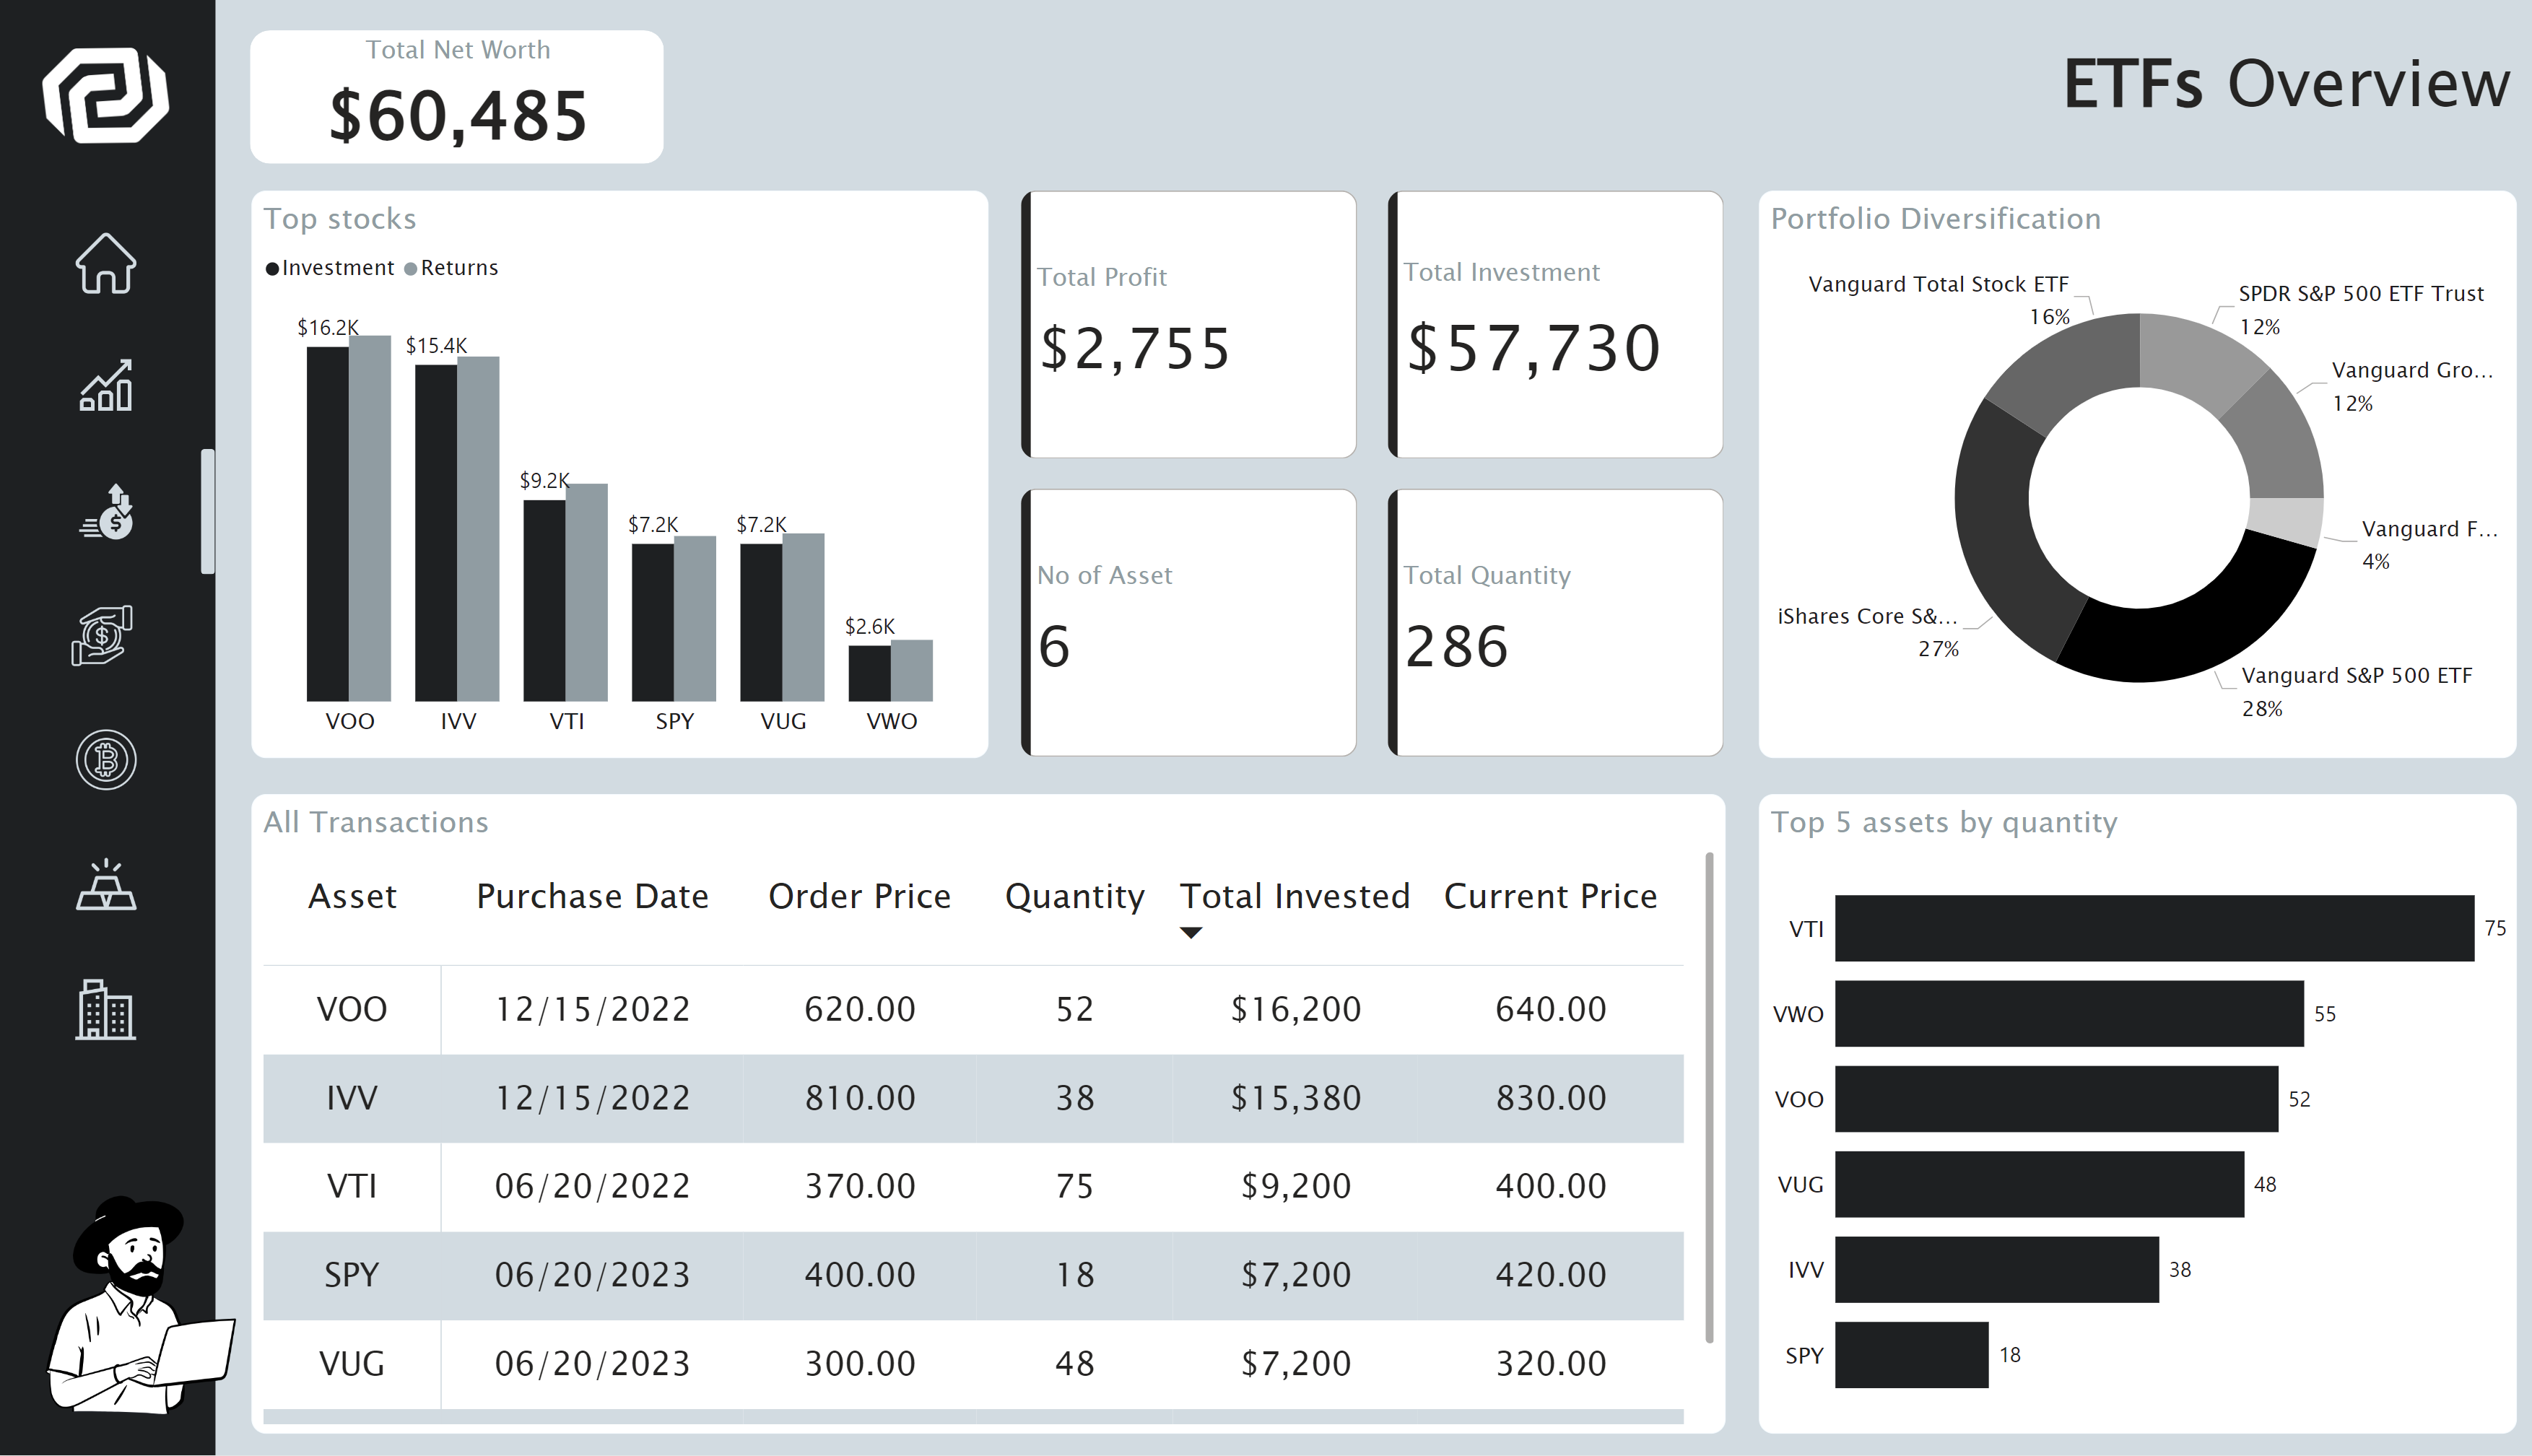 Total Net Worth
$60,485
ETFs Overview
Top stocks
Investment Returns
$16.2K
$15.4K
$9.2K
$7.2K
$7.2K
$2.6K
VOO IVV VTI SPY VUG VWO
Total Profit
$2,755
Total Investment
$57,730
No of Asset
6
Total Quantity
286
Portfolio Diversification
Vanguard Total Stock ETF
16%
SPDR S&P 500 ETF Trust
12%
Vanguard Gro...
12%
Vanguard F...
4%
iShares Core S&...
27%
Vanguard S&P 500 ETF
28%
All Transactions
Asset Purchase Date Order Price Quantity Total Invested Current Price
VOO 12/15/2022 620.00 52 $16,200 640.00
IVV 12/15/2022 810.00 38 $15,380 830.00
VTI 06/20/2022 370.00 75 $9,200 400.00
SPY 06/20/2023 400.00 18 $7,200 420.00
VUG 06/20/2023 300.00 48 $7,200 320.00
Top 5 assets by quantity
VTI 75
VWO 55
VOO 52
VUG 48
IVV 38
SPY 18